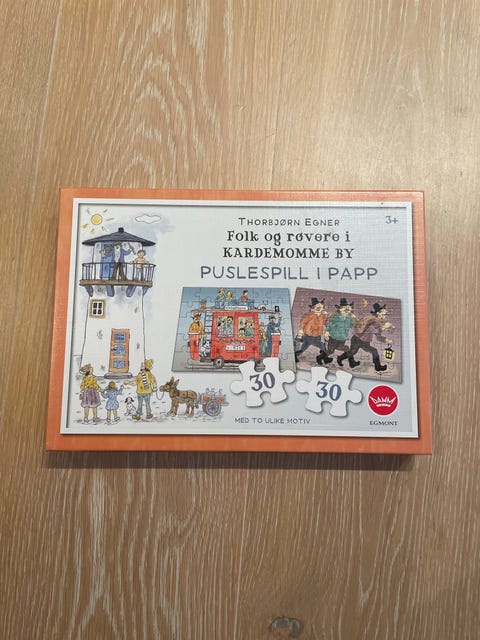 THORBJØRN EGNER
3+
Folk og røvere i
KARDEMOMME BY
PUSLESPILL I PAPP
30
30
DAMM
EGMONT
MED TO ULIKE MOTIV